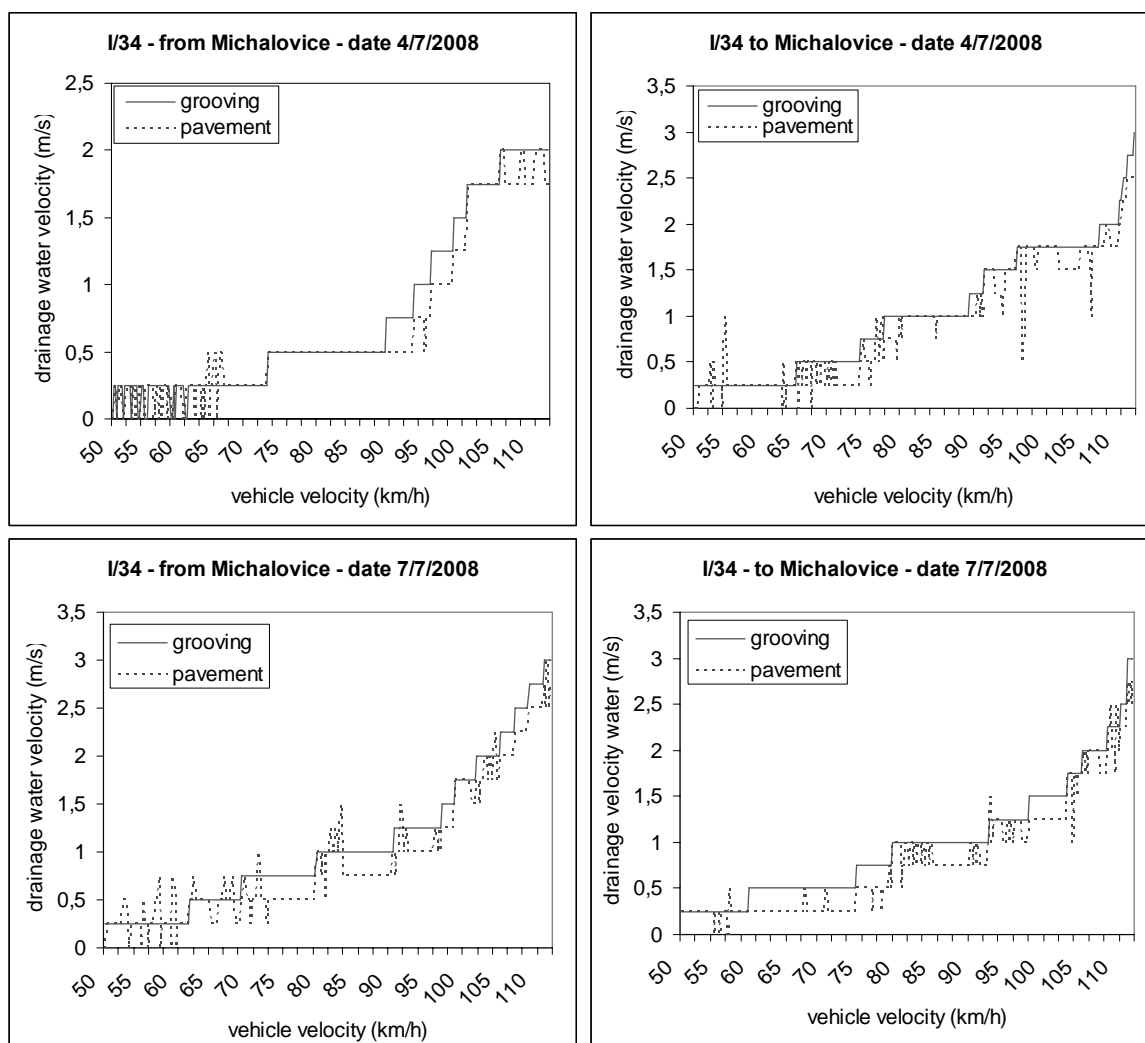 I/34 - from Michalovice - date 4/7/2008
2,5
2
1,5
1
0,5
0
drainage water velocity (m/s)
grooving
pavement
50 55 60 65 70 75 80 85 90 95 100 105 110
vehicle velocity (km/h)
I/34 to Michalovice - date 4/7/2008
3,5
3
2,5
2
1,5
1
0,5
0
drainage water velocity (m/s)
grooving
pavement
50 55 60 65 70 75 80 85 90 95 100 105 110
vehicle velocity (km/h)
I/34 - from Michalovice - date 7/7/2008
3,5
3
2,5
2
1,5
1
0,5
0
drainage water velocity (m/s)
grooving
pavement
50 55 60 65 70 75 80 85 90 95 100 105 110
vehicle velocity (km/h)
I/34 - to Michalovice - date 7/7/2008
3,5
3
2,5
2
1,5
1
0,5
0
drainage velocity water (m/s)
grooving
pavement
50 55 60 65 70 75 80 85 90 95 100 105 110
vehicle velocity (km/h)